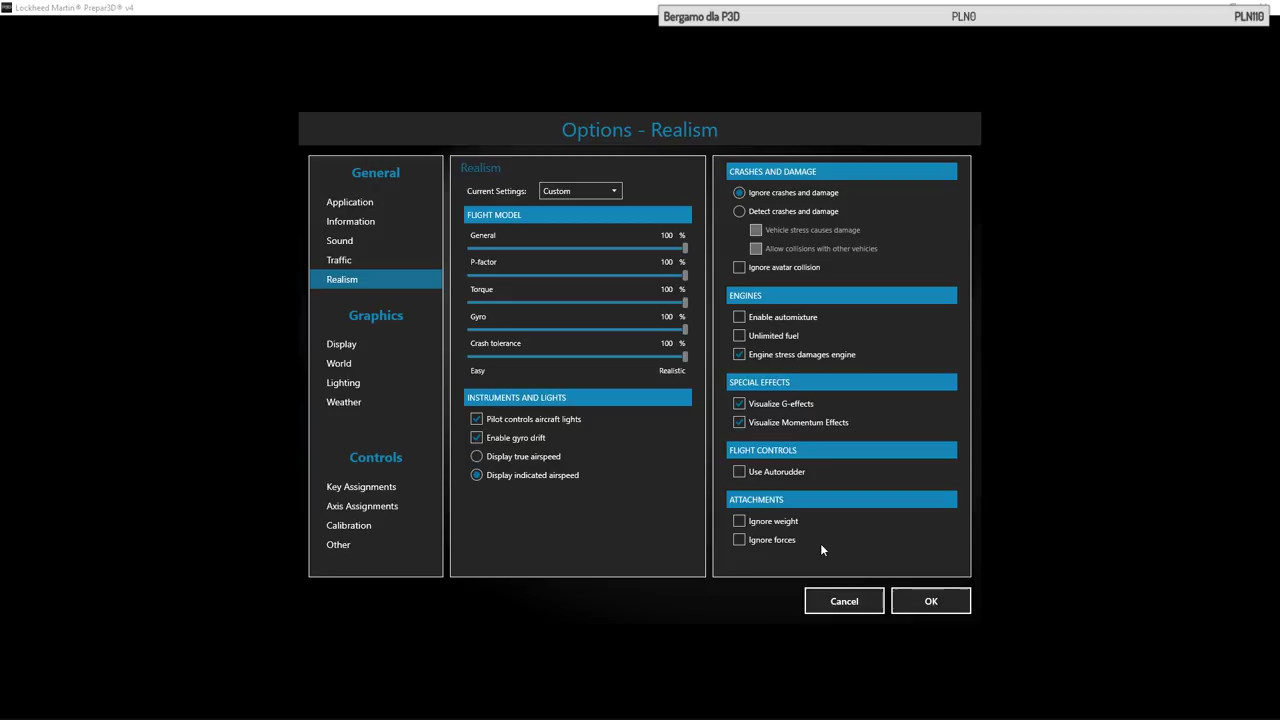 Lockheed Martin® Prepar3D® v4
Bergamo dla P3D PLN0 PLN110
Options - Realism
General
Application
Information
Sound
Traffic
Realism
Graphics
Display
World
Lighting
Weather
Controls
Key Assignments
Axis Assignments
Calibration
Other
Realism
Current Settings: Custom
FLIGHT MODEL
General 100 %
P-factor 100 %
Torque 100 %
Gyro 100 %
Crash tolerance 100 %
Easy Realistic
INSTRUMENTS AND LIGHTS
Pilot controls aircraft lights
Enable gyro drift
Display true airspeed
Display indicated airspeed
CRASHES AND DAMAGE
Ignore crashes and damage
Detect crashes and damage
Vehicle stress causes damage
Allow collisions with other vehicles
Ignore avatar collision
ENGINES
Enable automixture
Unlimited fuel
Engine stress damages engine
SPECIAL EFFECTS
Visualize G-effects
Visualize Momentum Effects
FLIGHT CONTROLS
Use Autorudder
ATTACHMENTS
Ignore weight
Ignore forces
Cancel OK